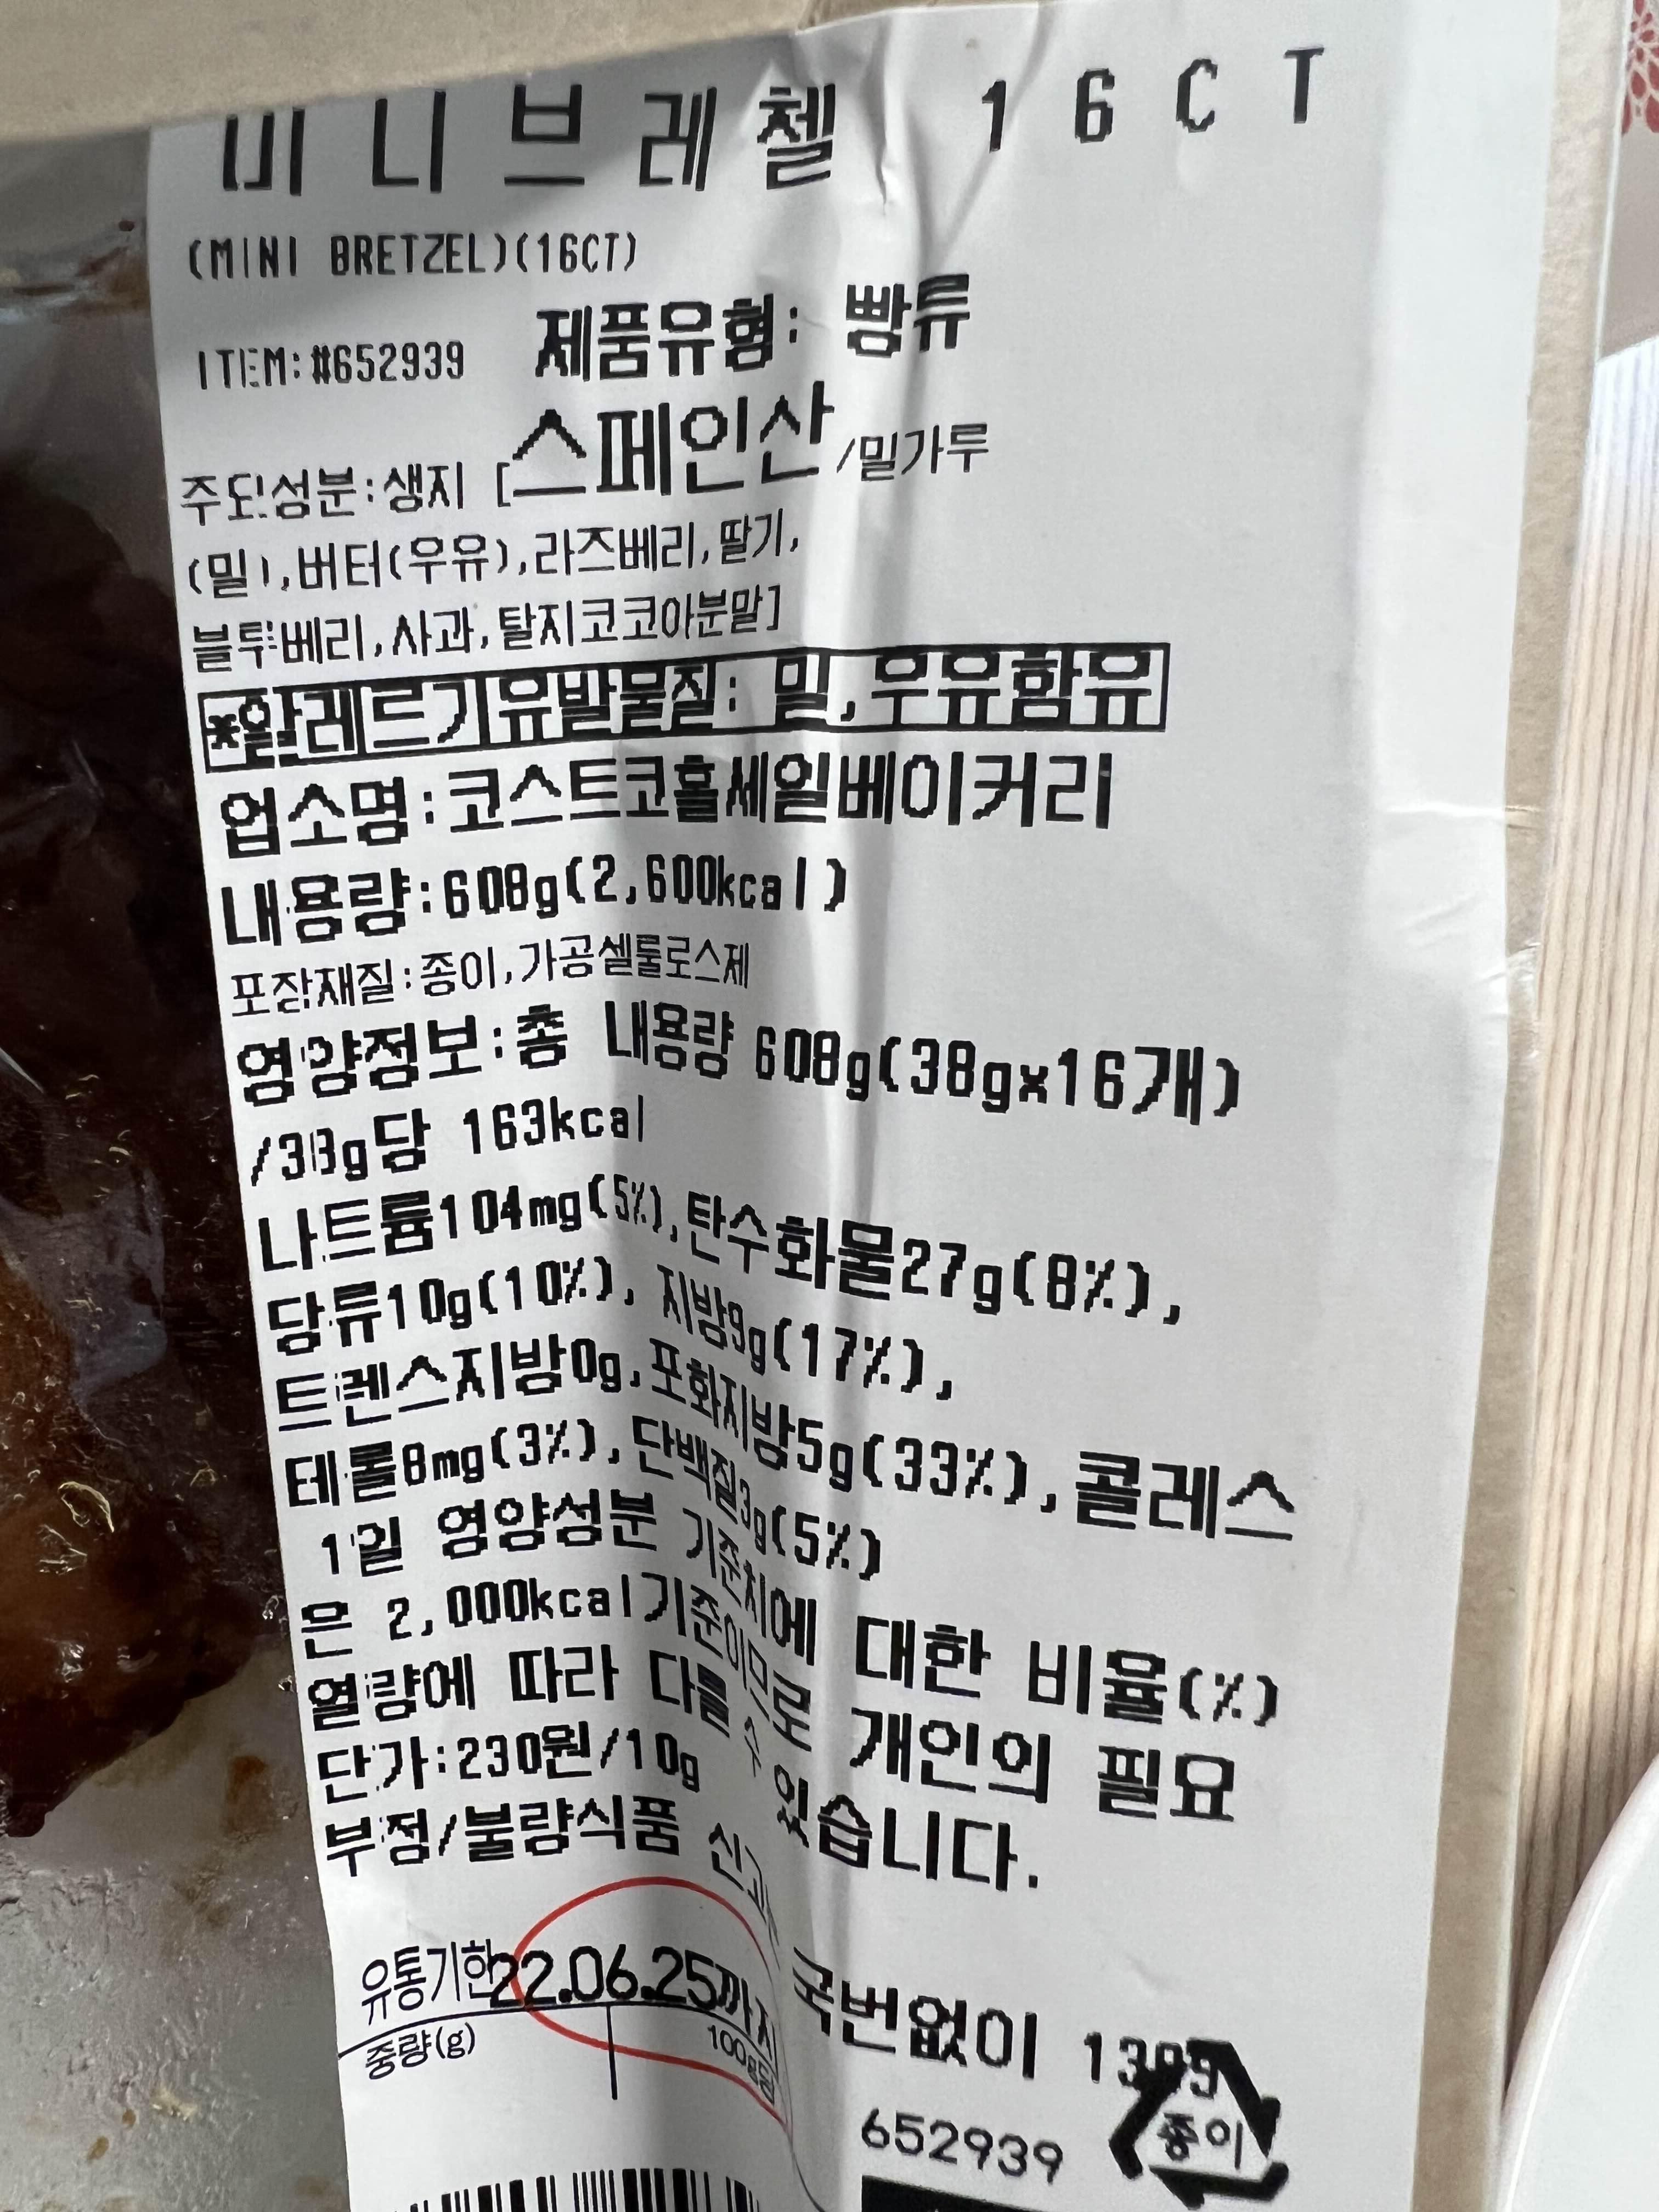 미니브레첼 16CT
(MINI BRETZEL)(16CT)
ITEM:#652939 제품유형: 빵류
주요성분:생지 [스페인산/밀가루
(밀),버터(우유),라즈베리,딸기,
블루베리,사과,탈지코코아분말]
*알레르기유발물질: 밀,우유함유
업소명:코스트코홀세일베이커리
내용량:608g(2,600kcal)
포장재질:종이,가공셀룰로스제
영양정보:총 내용량 608g(38gx16개)
/38g당 163kcal
나트륨104mg(5%),탄수화물27g(8%),
당류10g(10%), 지방9g(17%),
트랜스지방0g,포화지방5g(33%),콜레스
테롤8mg(3%),단백질3g(5%)
1일 영양성분 기준치에 대한 비율(%)
은 2,000kcal기준이므로 개인의 필요
열량에 따라 다를 수 있습니다.
단가:230원/10g
부정/불량식품 신고는 국번없이 1399
유통기한22.06.25까지
중량(g) 100g당
652939
종이